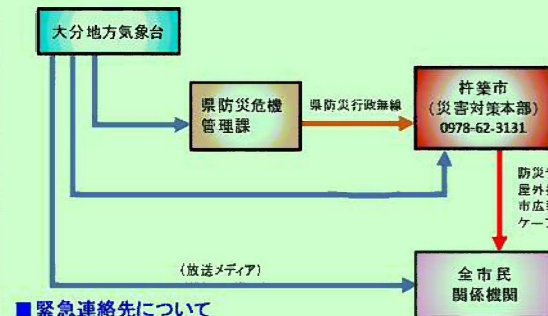 大分地方気象台
県防災危機
管理課
県防災行政無線
杵築市
(災害対策本部)
0978-62-3131
防災
屋外
市広
ケー
(放送メディア)
全市民
関係機関
■緊急連絡先について